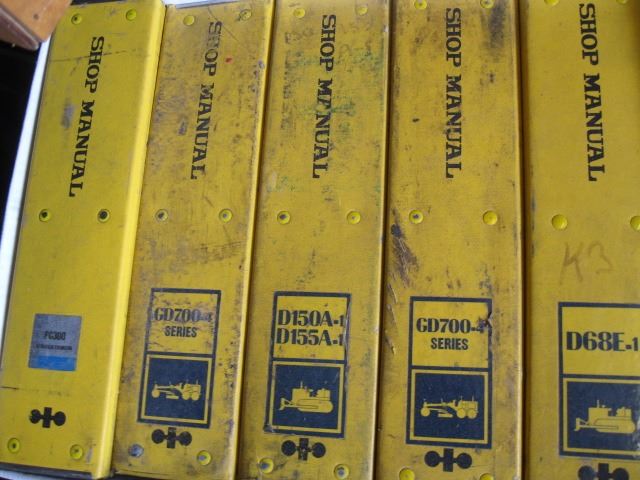 SHOP MANUAL
PC300
SHOP MANUAL
GD700-4
SERIES
SHOP MANUAL
D150A-1
D155A-1
SHOP MANUAL
GD700-4
SERIES
SHOP MANUAL
K3
D68E-1